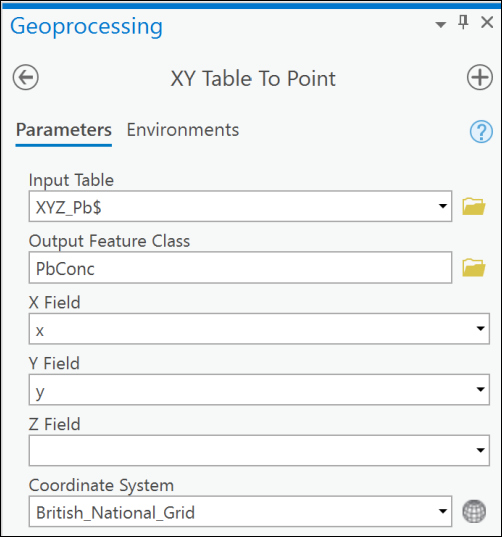 Geoprocessing
XY Table To Point
Parameters Environments
?
Input Table
XYZ_Pb$
Output Feature Class
PbConc
X Field
x
Y Field
y
Z Field
Coordinate System
British_National_Grid